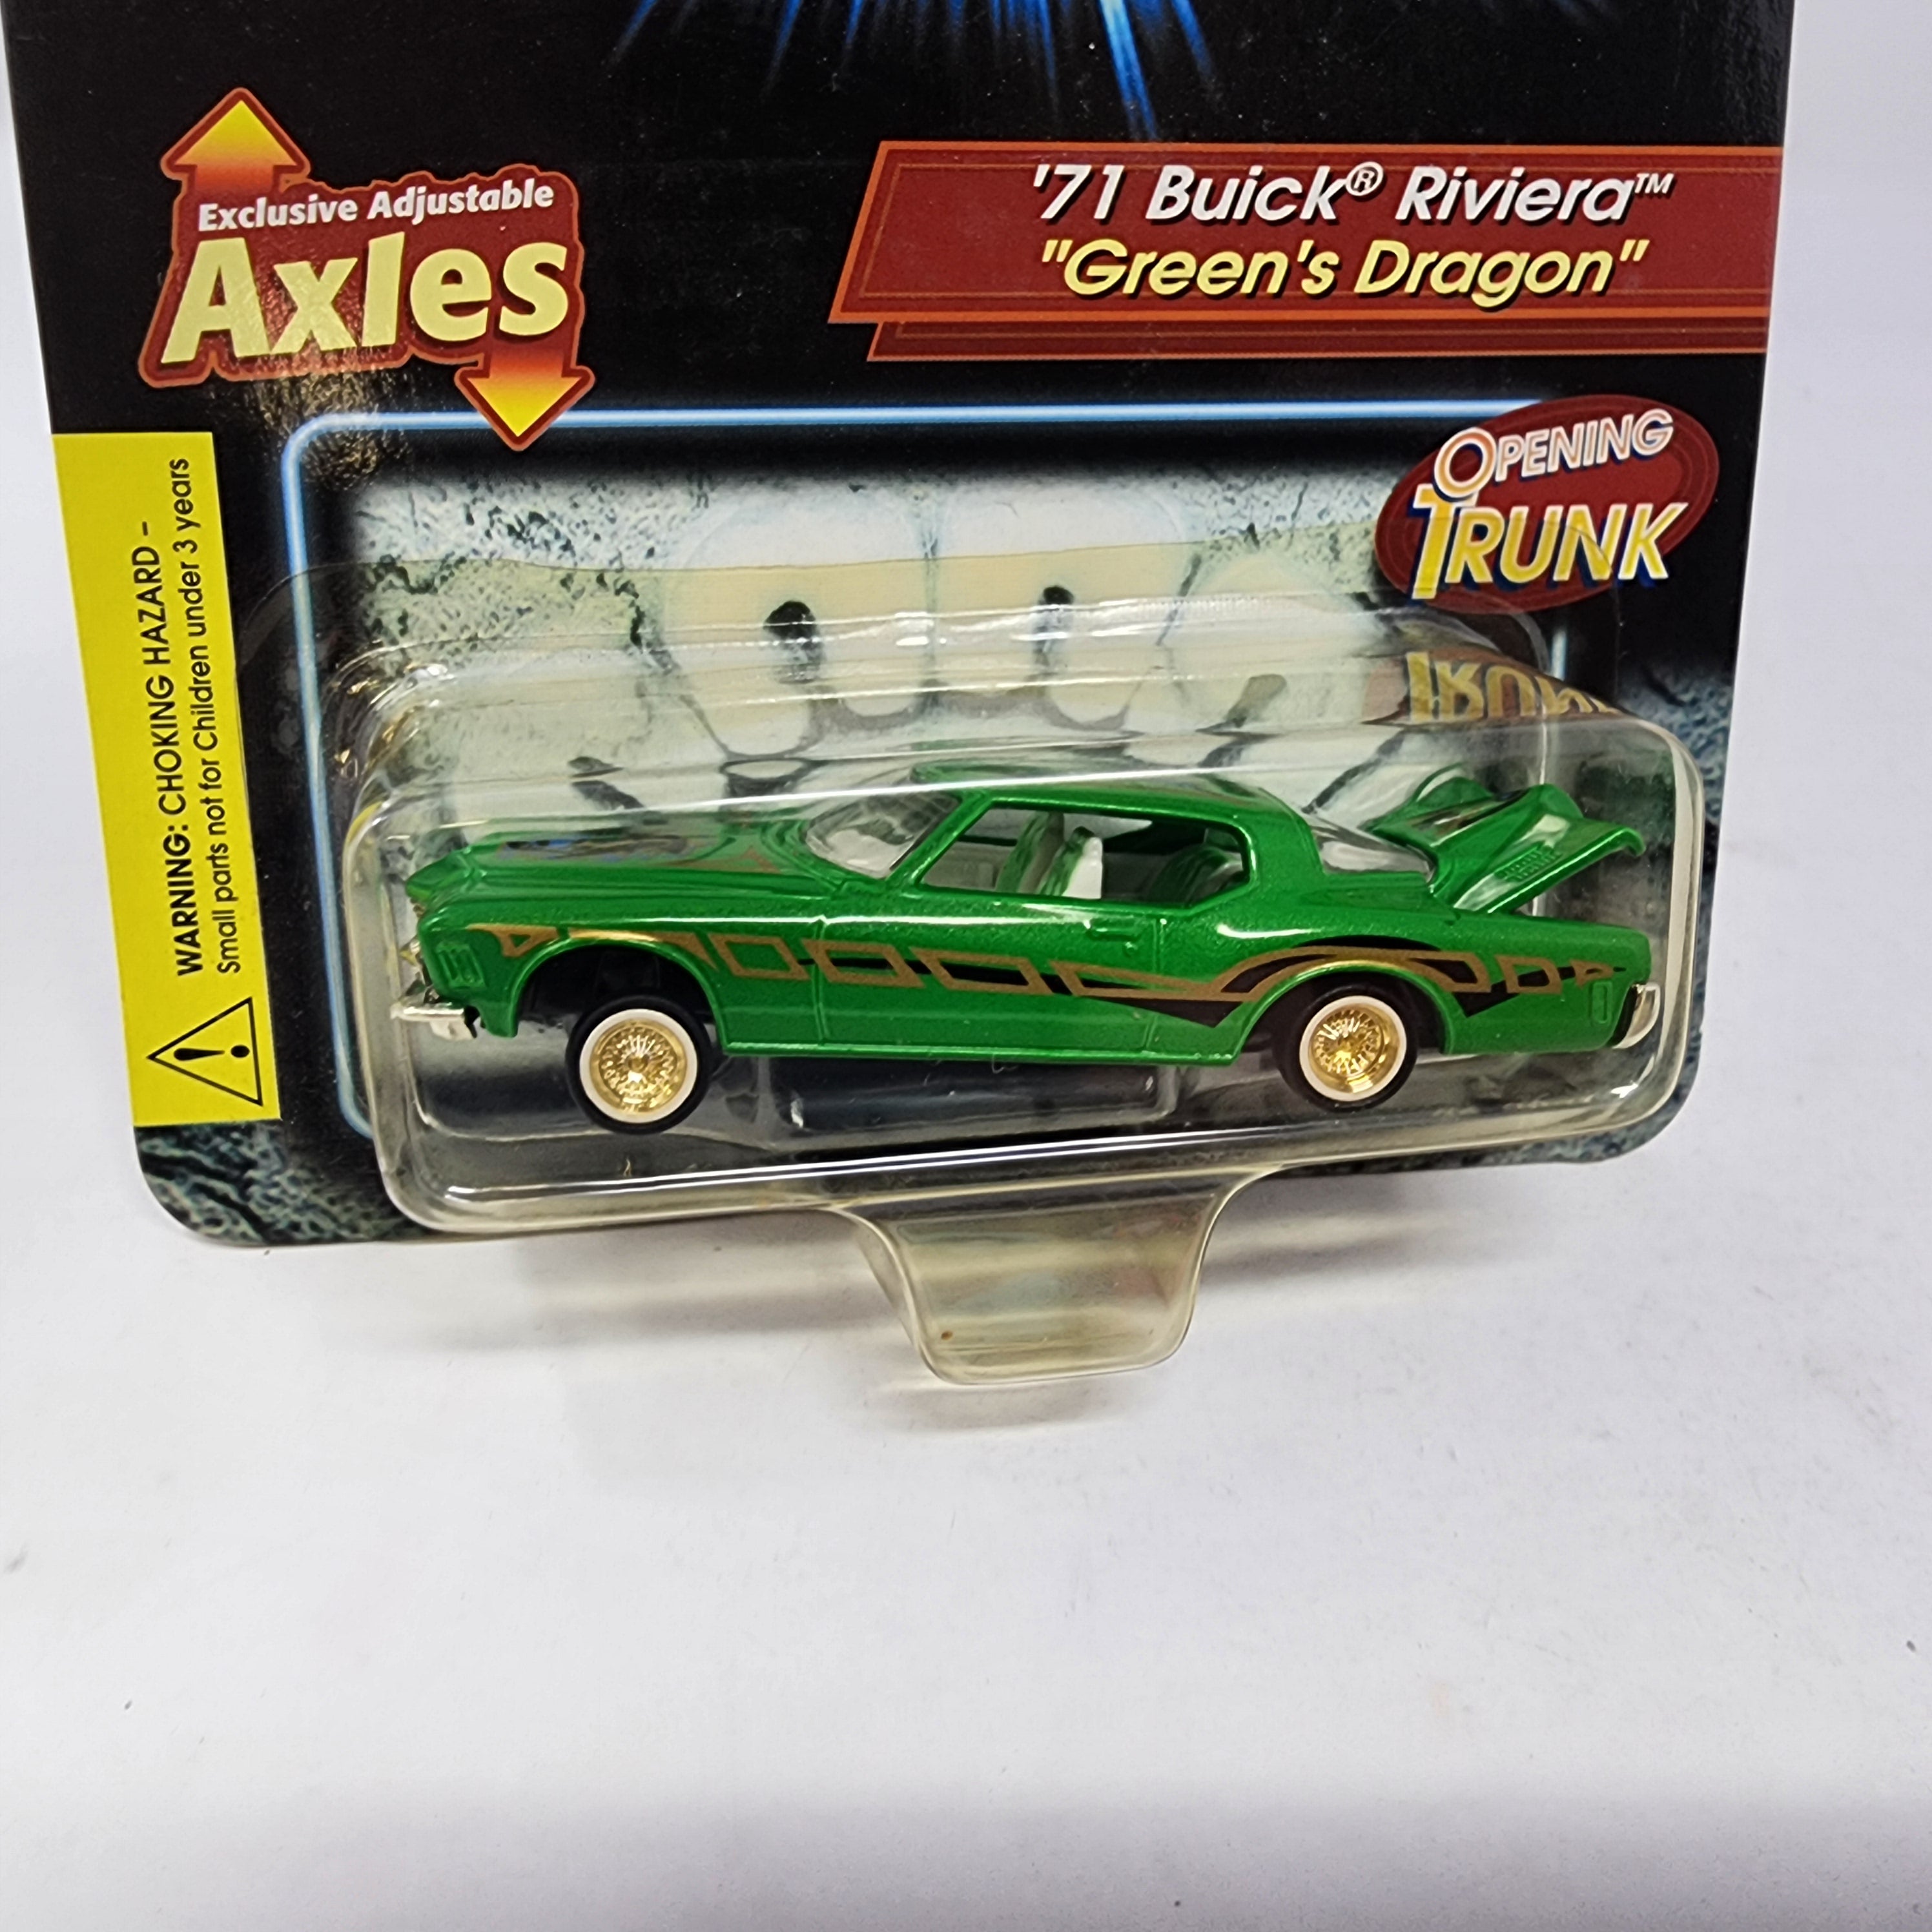 Exclusive Adjustable
Axles
'71 Buick® Riviera™
"Green's Dragon"
OPENING
TRUNK
WARNING: CHOKING HAZARD -
Small parts not for Children under 3 years